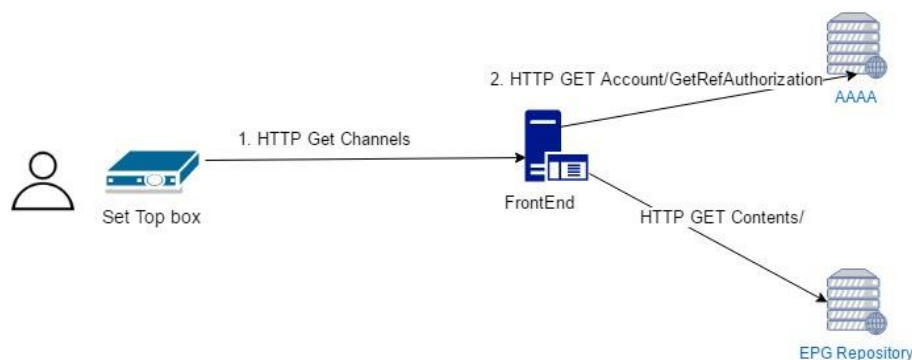 2. HTTP GET Account/GetRefAuthorization
AAAA
1. HTTP Get Channels
Set Top box
FrontEnd
HTTP GET Contents/
EPG Repository